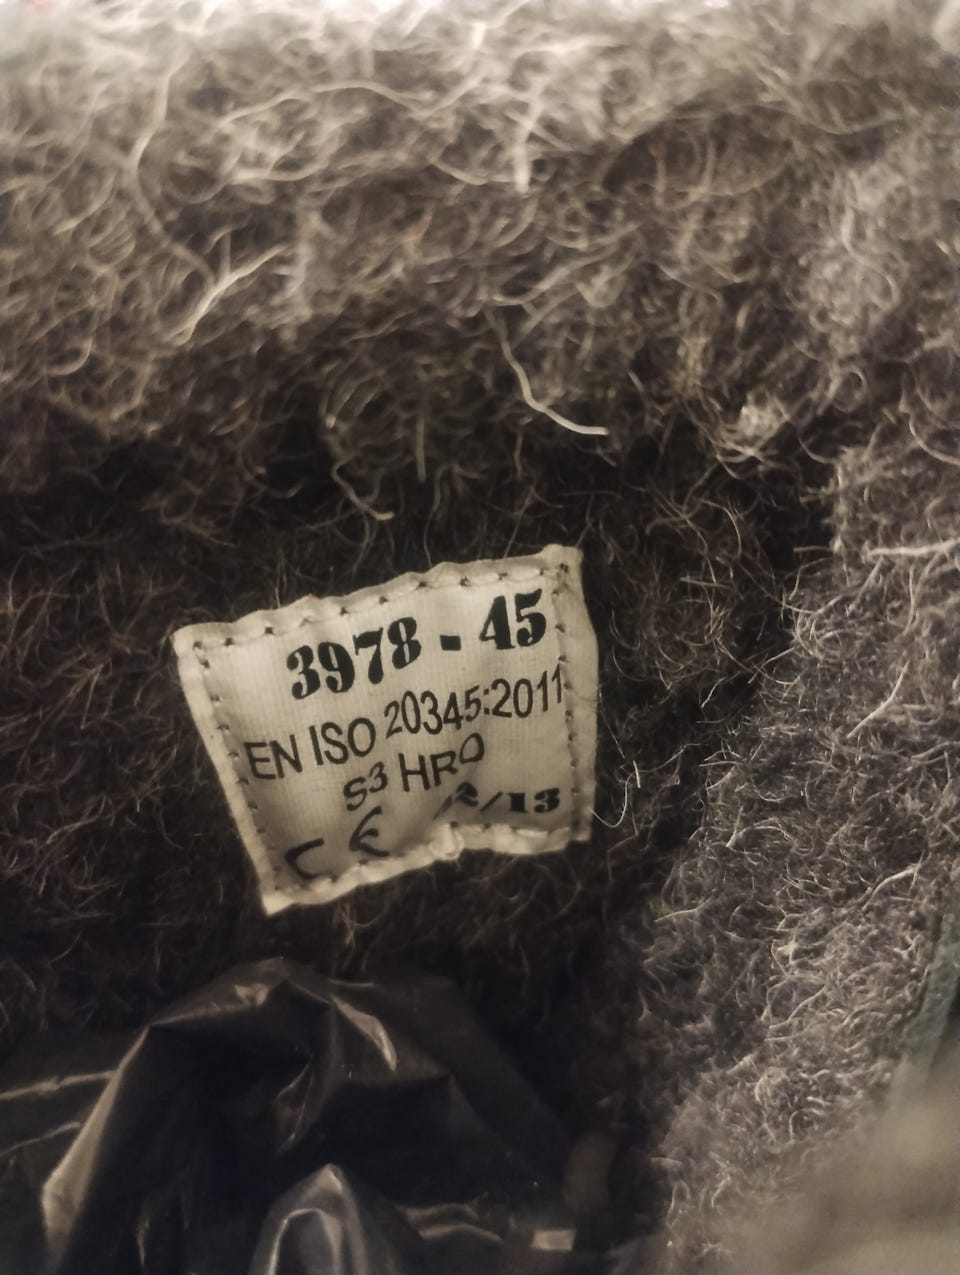 3978 - 45
EN ISO 20345:2011
S3 HRO
CE